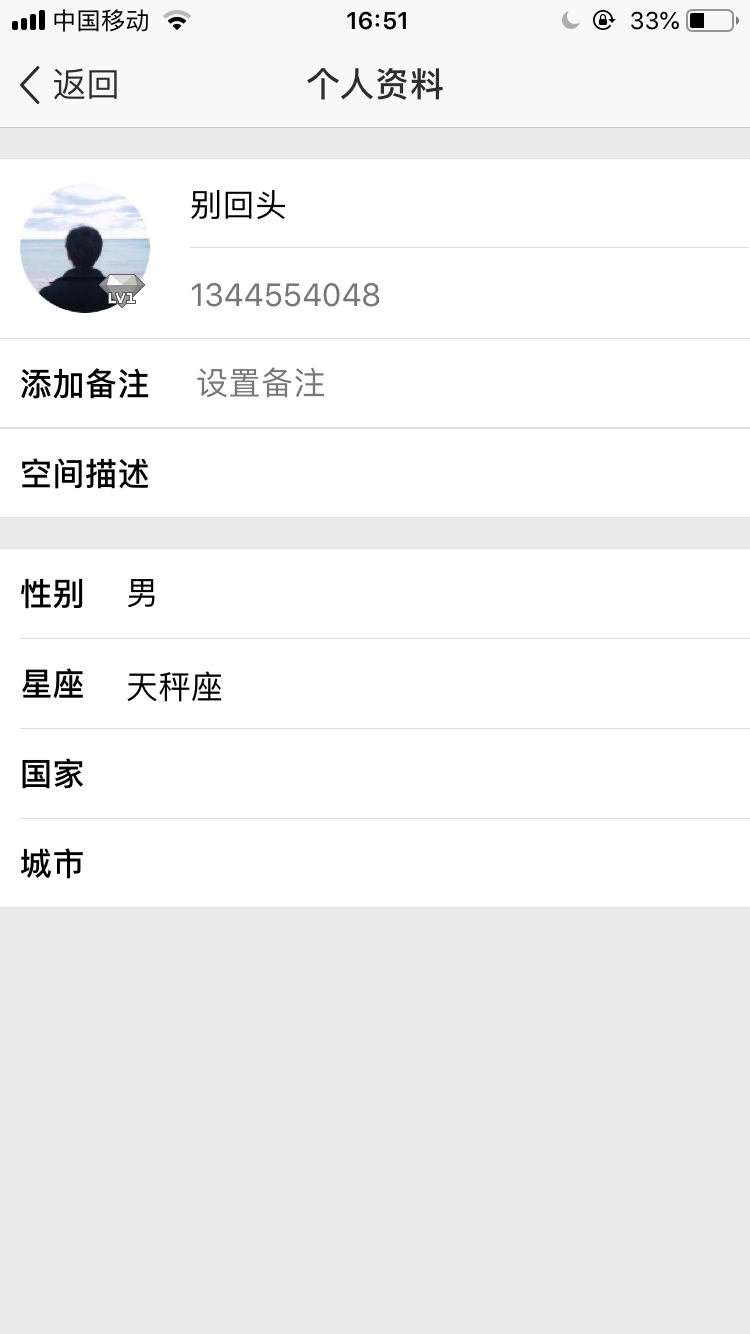 中国移动 16:51 33%
返回 个人资料
别回头
LV1
1344554048
添加备注 设置备注
空间描述
性别 男
星座 天秤座
国家
城市